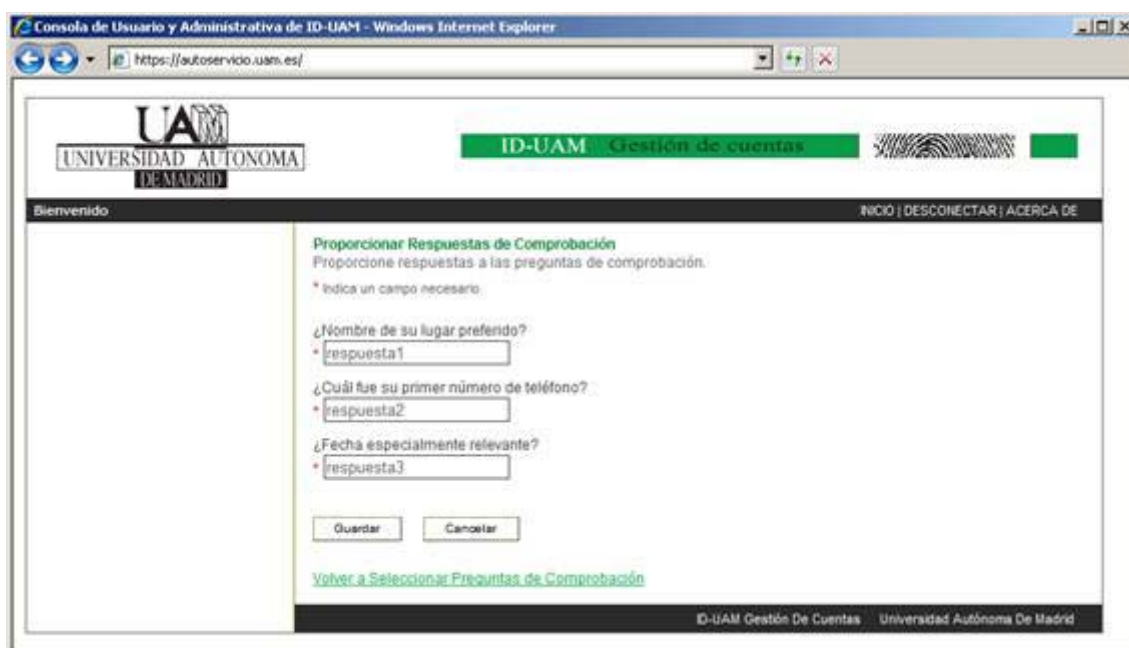 Consola de Usuario y Administrativa de ID-UAM - Windows Internet Explorer
https://autoservicio.uam.es/
UAM
UNIVERSIDAD AUTONOMA
DE MADRID
ID-UAM Gestión de cuentas
Bienvenido
INICIO | DESCONECTAR | ACERCA DE
Proporcionar Respuestas de Comprobación
Proporcione respuestas a las preguntas de comprobación.
* Indica un campo necesario
¿Nombre de su lugar preferido?
* respuesta1
¿Cuál fue su primer número de teléfono?
* respuesta2
¿Fecha especialmente relevante?
* respuesta3
Guardar Cancelar
Volver a Seleccionar Preguntas de Comprobación
ID-UAM Gestión De Cuentas Universidad Autónoma De Madrid